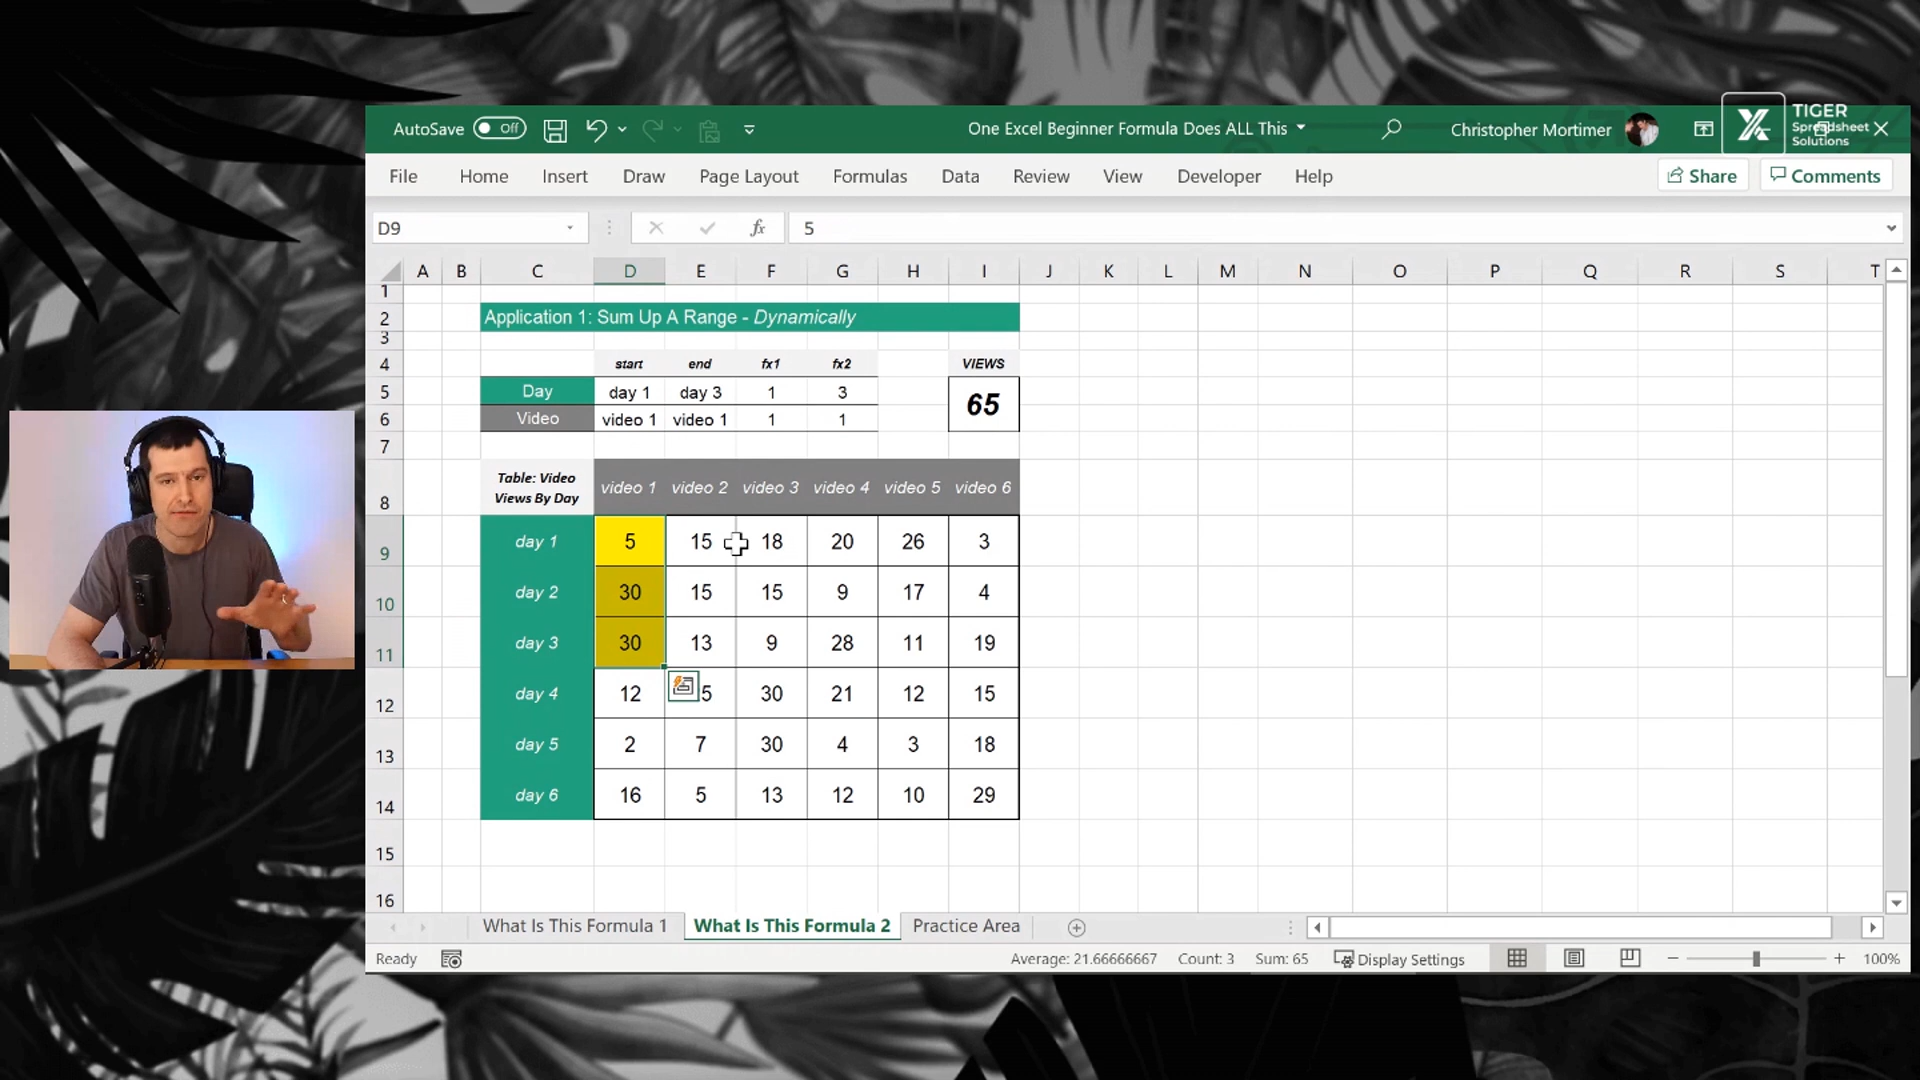 AutoSave Off One Excel Beginner Formula Does ALL This Christopher Mortimer
TIGER
Spreadsheet
Solutions
File Home Insert Draw Page Layout Formulas Data Review View Developer Help Share Comments
D9 fx 5
A B C D E F G H I J K L M N O P Q R S T
1
2 Application 1: Sum Up A Range - Dynamically
3
4 start end fx1 fx2 VIEWS
5 Day day 1 day 3 1 3 65
6 Video video 1 video 1 1 1
7
8 Table: Video Views By Day video 1 video 2 video 3 video 4 video 5 video 6
9 day 1 5 15 18 20 26 3
10 day 2 30 15 15 9 17 4
11 day 3 30 13 9 28 11 19
12 day 4 12 5 30 21 12 15
13 day 5 2 7 30 4 3 18
14 day 6 16 5 13 12 10 29
15
16
What Is This Formula 1 What Is This Formula 2 Practice Area
Ready Average: 21.66666667 Count: 3 Sum: 65 Display Settings 100%